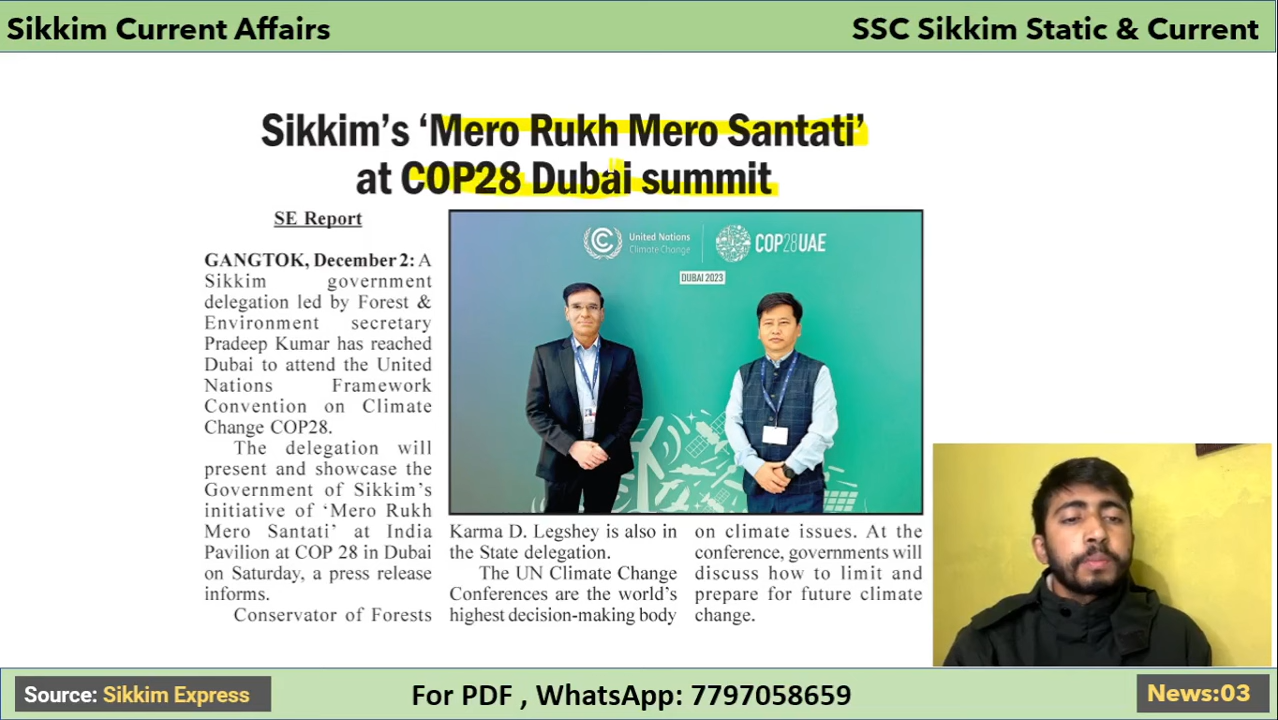 Sikkim Current Affairs
SSC Sikkim Static & Current
Sikkim’s ‘Mero Rukh Mero Santati’
at COP28 Dubai summit
SE Report
GANGTOK, December 2: A
Sikkim government
delegation led by Forest &
Environment secretary
Pradeep Kumar has reached
Dubai to attend the United
Nations Framework
Convention on Climate
Change COP28.
The delegation will
present and showcase the
Government of Sikkim’s
initiative of ‘Mero Rukh
Mero Santati’ at India
Pavilion at COP 28 in Dubai
on Saturday, a press release
informs.
Conservator of Forests
United Nations
Climate Change
COP28UAE
DUBAI 2023
Karma D. Legshey is also in
the State delegation.
The UN Climate Change
Conferences are the world’s
highest decision-making body
on climate issues. At the
conference, governments will
discuss how to limit and
prepare for future climate
change.
Source: Sikkim Express
For PDF , WhatsApp: 7797058659
News:03